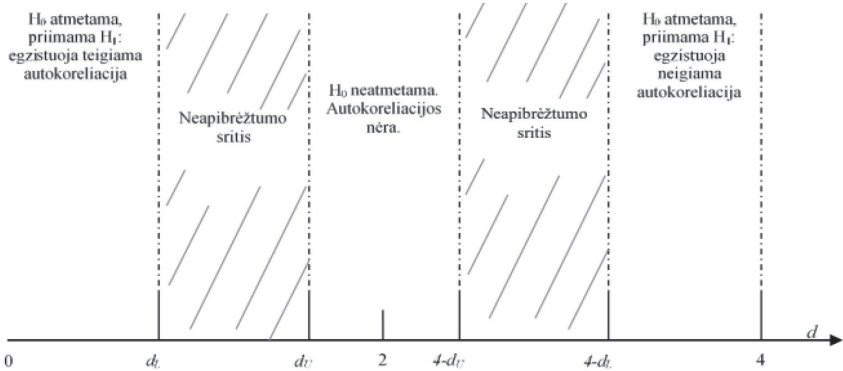 H₀ atmetama,
priimama H₁:
egzistuoja teigiama
autokoreliacija
Neapibrėžtumo
sritis
H₀ neatmetama.
Autokoreliacijos
nėra.
Neapibrėžtumo
sritis
H₀ atmetama,
priimama H₁:
egzistuoja
neigiama
autokoreliacija
d
0 d_L d_U 2 4-d_U 4-d_L 4